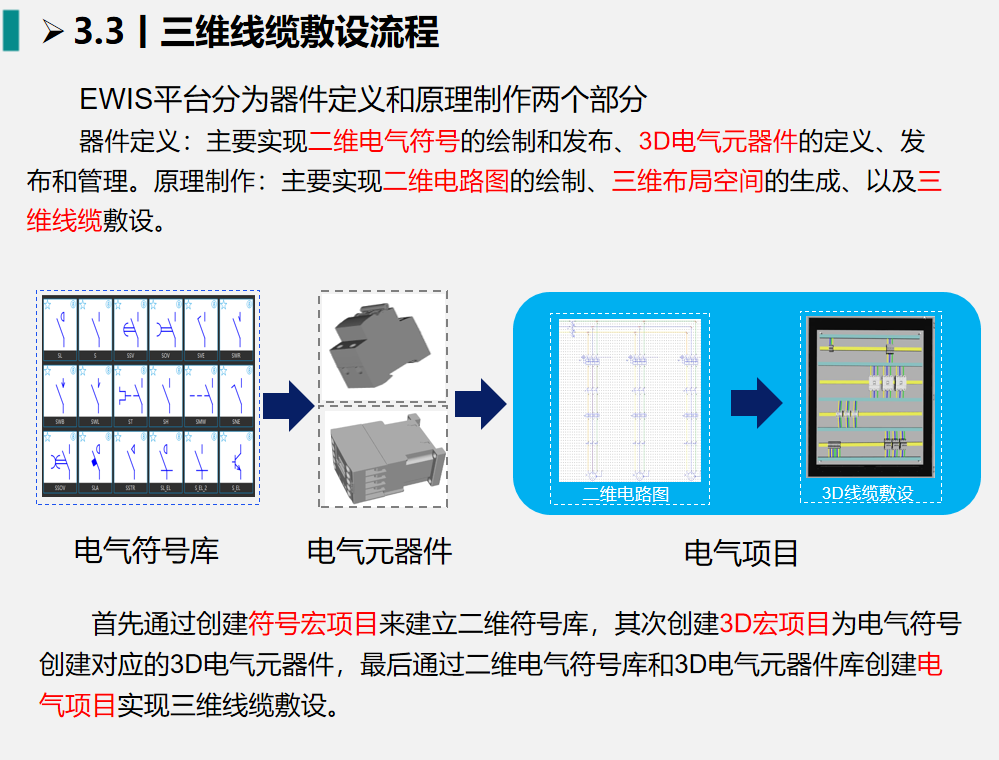 3.3丨三维线缆敷设流程
EWIS平台分为器件定义和原理制作两个部分
器件定义：主要实现二维电气符号的绘制和发布、3D电气元器件的定义、发
布和管理。原理制作：主要实现二维电路图的绘制、三维布局空间的生成、以及三
维线缆敷设。
SL S SSV SOV SVE SWR
SWB SWL ST SH SMW SNE
SSOV SLA SSTR SL_EL S_EL_2 S_EL
二维电路图
3D线缆敷设
电气符号库
电气元器件
电气项目
首先通过创建符号宏项目来建立二维符号库，其次创建3D宏项目为电气符号
创建对应的3D电气元器件，最后通过二维电气符号库和3D电气元器件库创建电
气项目实现三维线缆敷设。